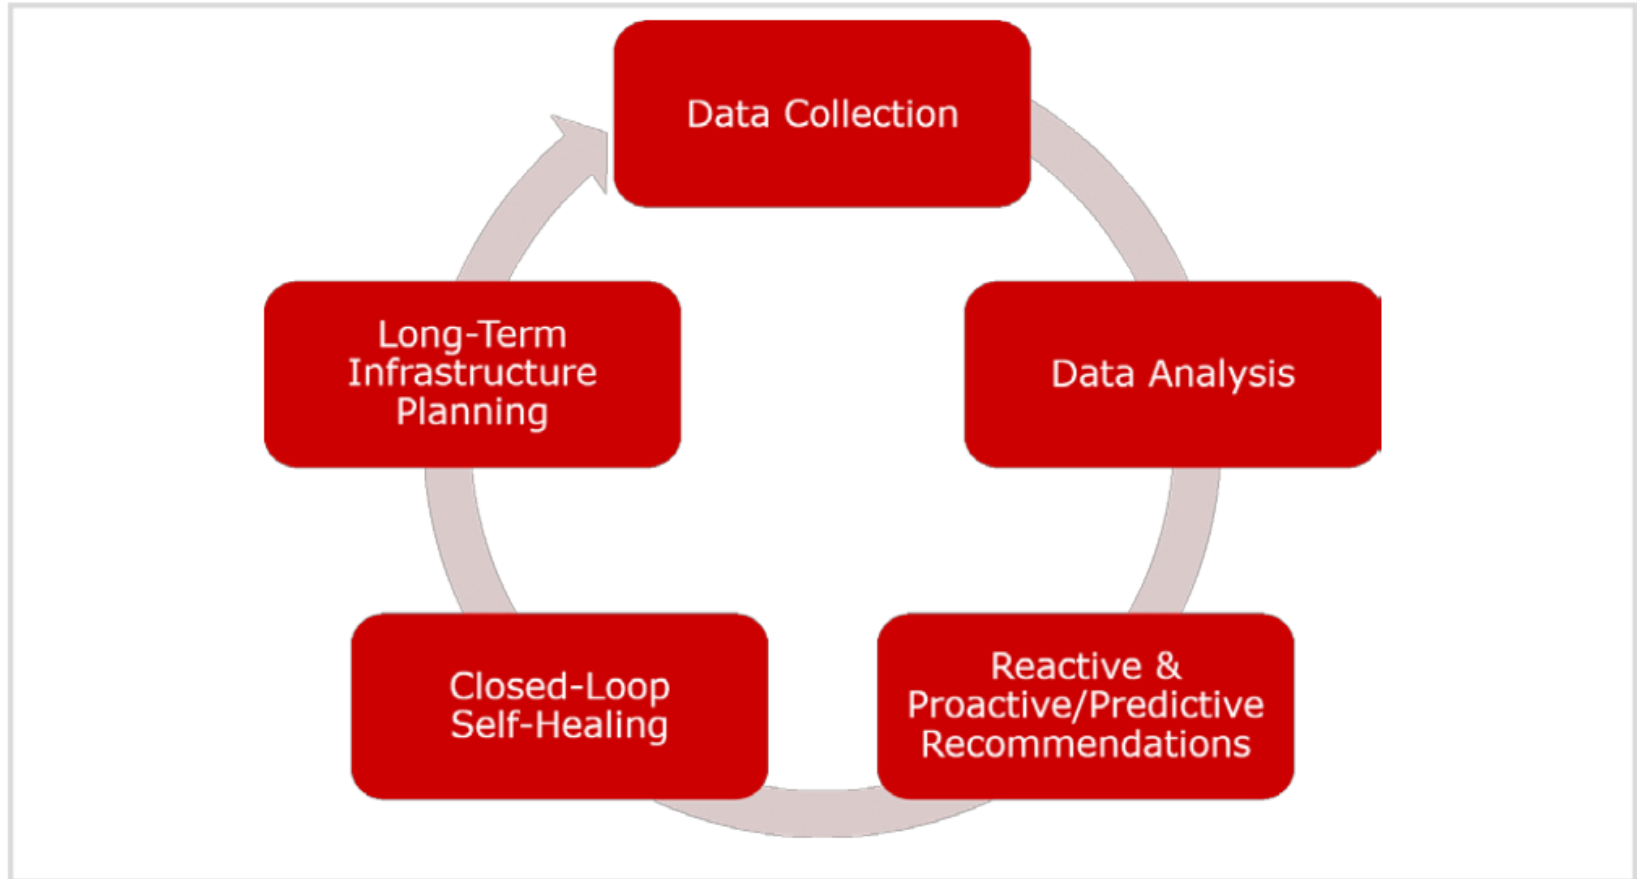 Data Collection
Data Analysis
Reactive &
Proactive/Predictive
Recommendations
Closed-Loop
Self-Healing
Long-Term
Infrastructure
Planning